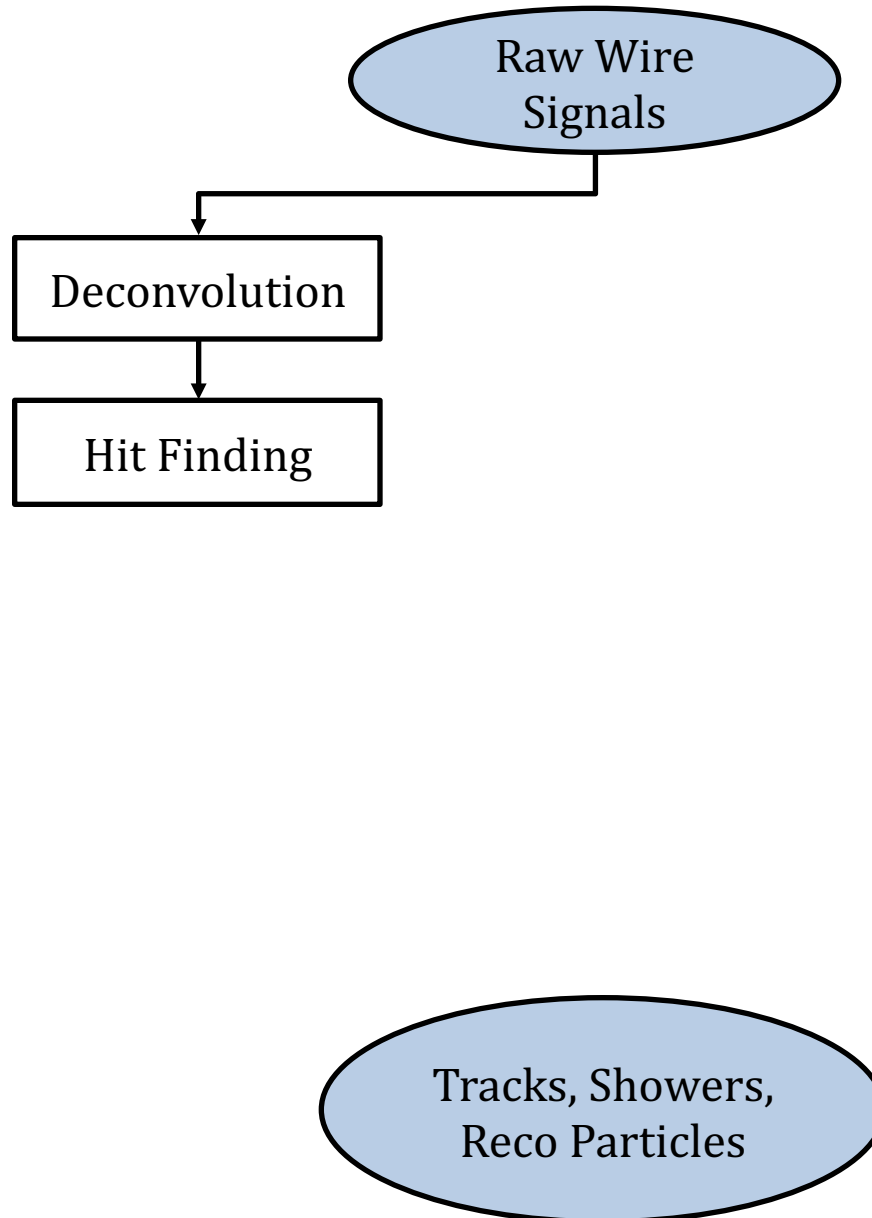 Raw Wire
Signals
Deconvolution
Hit Finding
Tracks, Showers,
Reco Particles